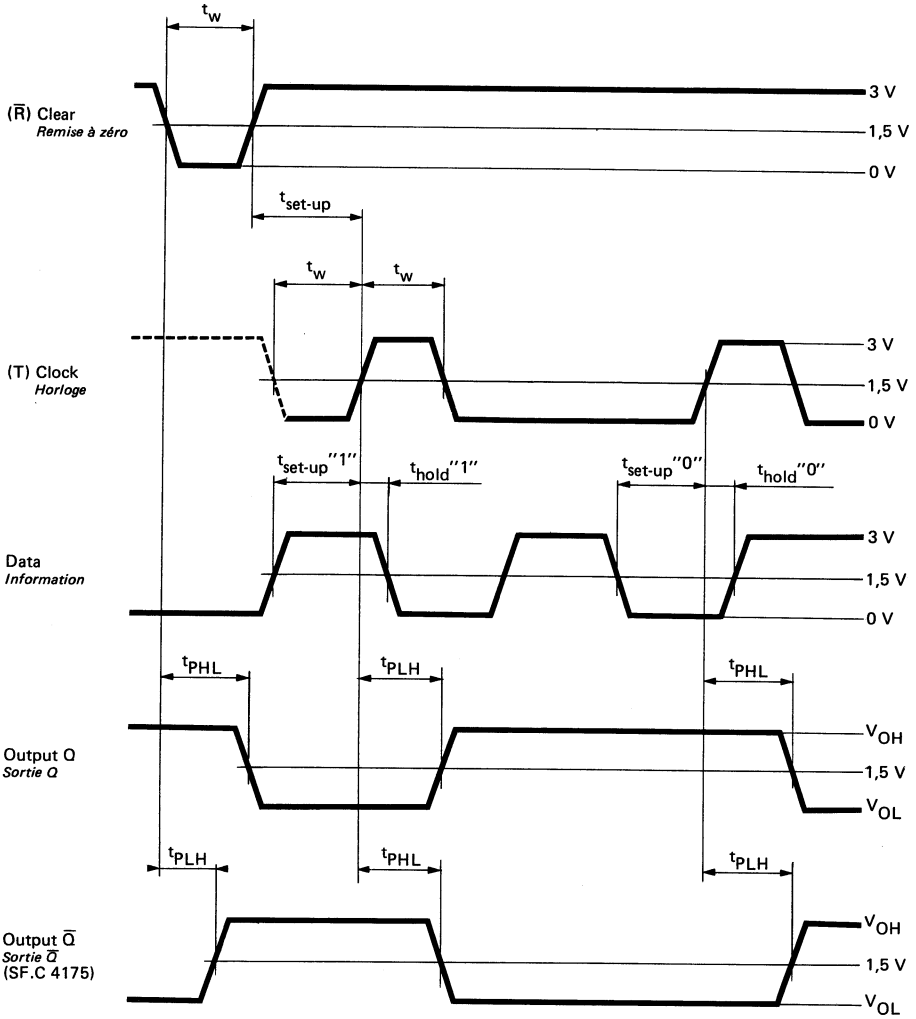 tw
3 V
(R̅) Clear
Remise à zéro
1,5 V
0 V
tset-up
tw tw
3 V
(T) Clock
Horloge
1,5 V
0 V
tset-up"1" thold"1" tset-up"0" thold"0"
3 V
Data
Information
1,5 V
0 V
tPHL tPLH tPHL
VOH
Output Q
Sortie Q
1,5 V
VOL
tPLH tPHL tPLH
VOH
Output Q̅
Sortie Q̅
(SF.C 4175)
1,5 V
VOL